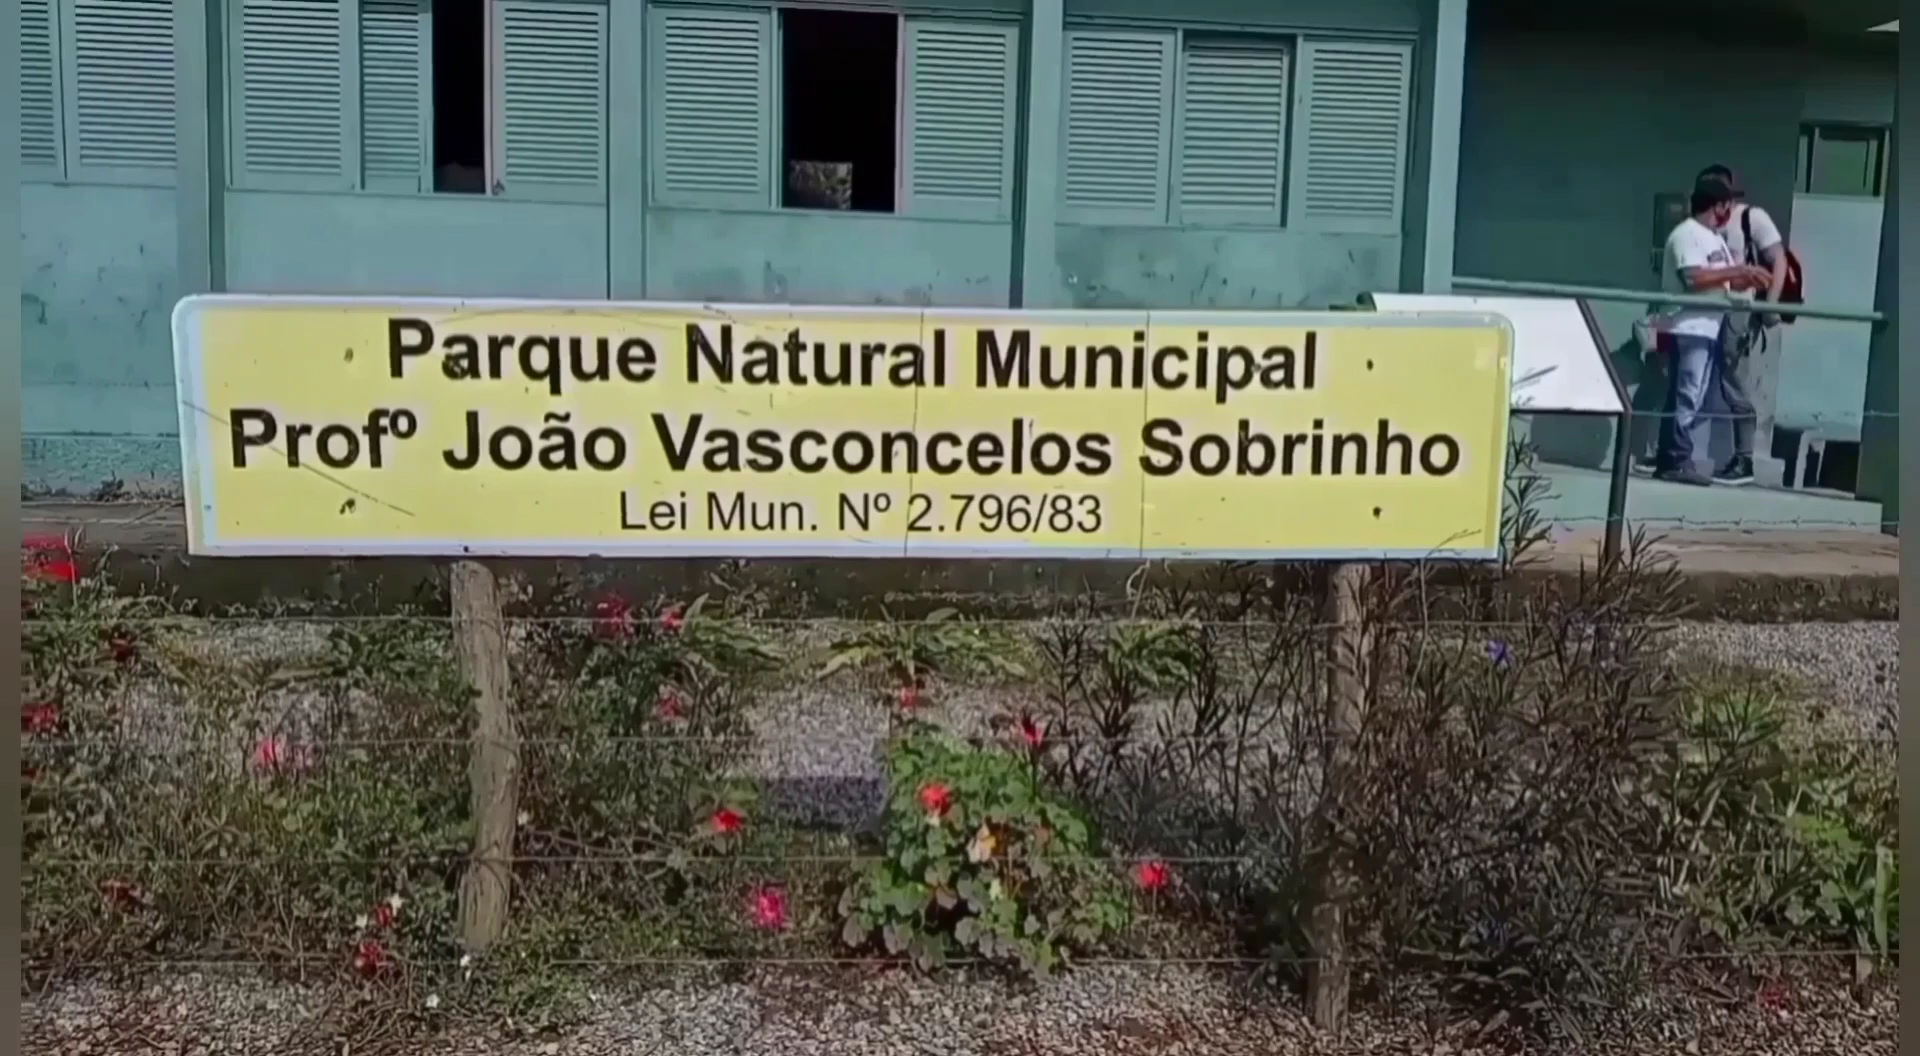 Parque Natural Municipal
Profº João Vasconcelos Sobrinho
Lei Mun. Nº 2.796/83